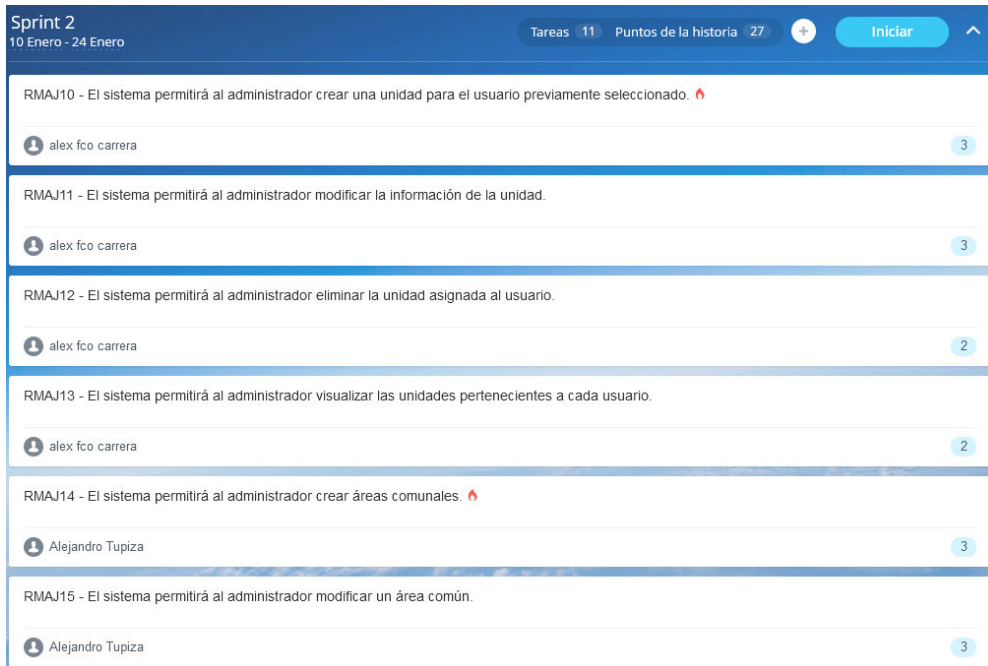 Sprint 2
10 Enero - 24 Enero
Tareas 11 Puntos de la historia 27 + Iniciar
RMAJ10 - El sistema permitirá al administrador crear una unidad para el usuario previamente seleccionado.
alex fco carrera 3
RMAJ11 - El sistema permitirá al administrador modificar la información de la unidad.
alex fco carrera 3
RMAJ12 - El sistema permitirá al administrador eliminar la unidad asignada al usuario.
alex fco carrera 2
RMAJ13 - El sistema permitirá al administrador visualizar las unidades pertenecientes a cada usuario.
alex fco carrera 2
RMAJ14 - El sistema permitirá al administrador crear áreas comunales.
Alejandro Tupiza 3
RMAJ15 - El sistema permitirá al administrador modificar un área común.
Alejandro Tupiza 3